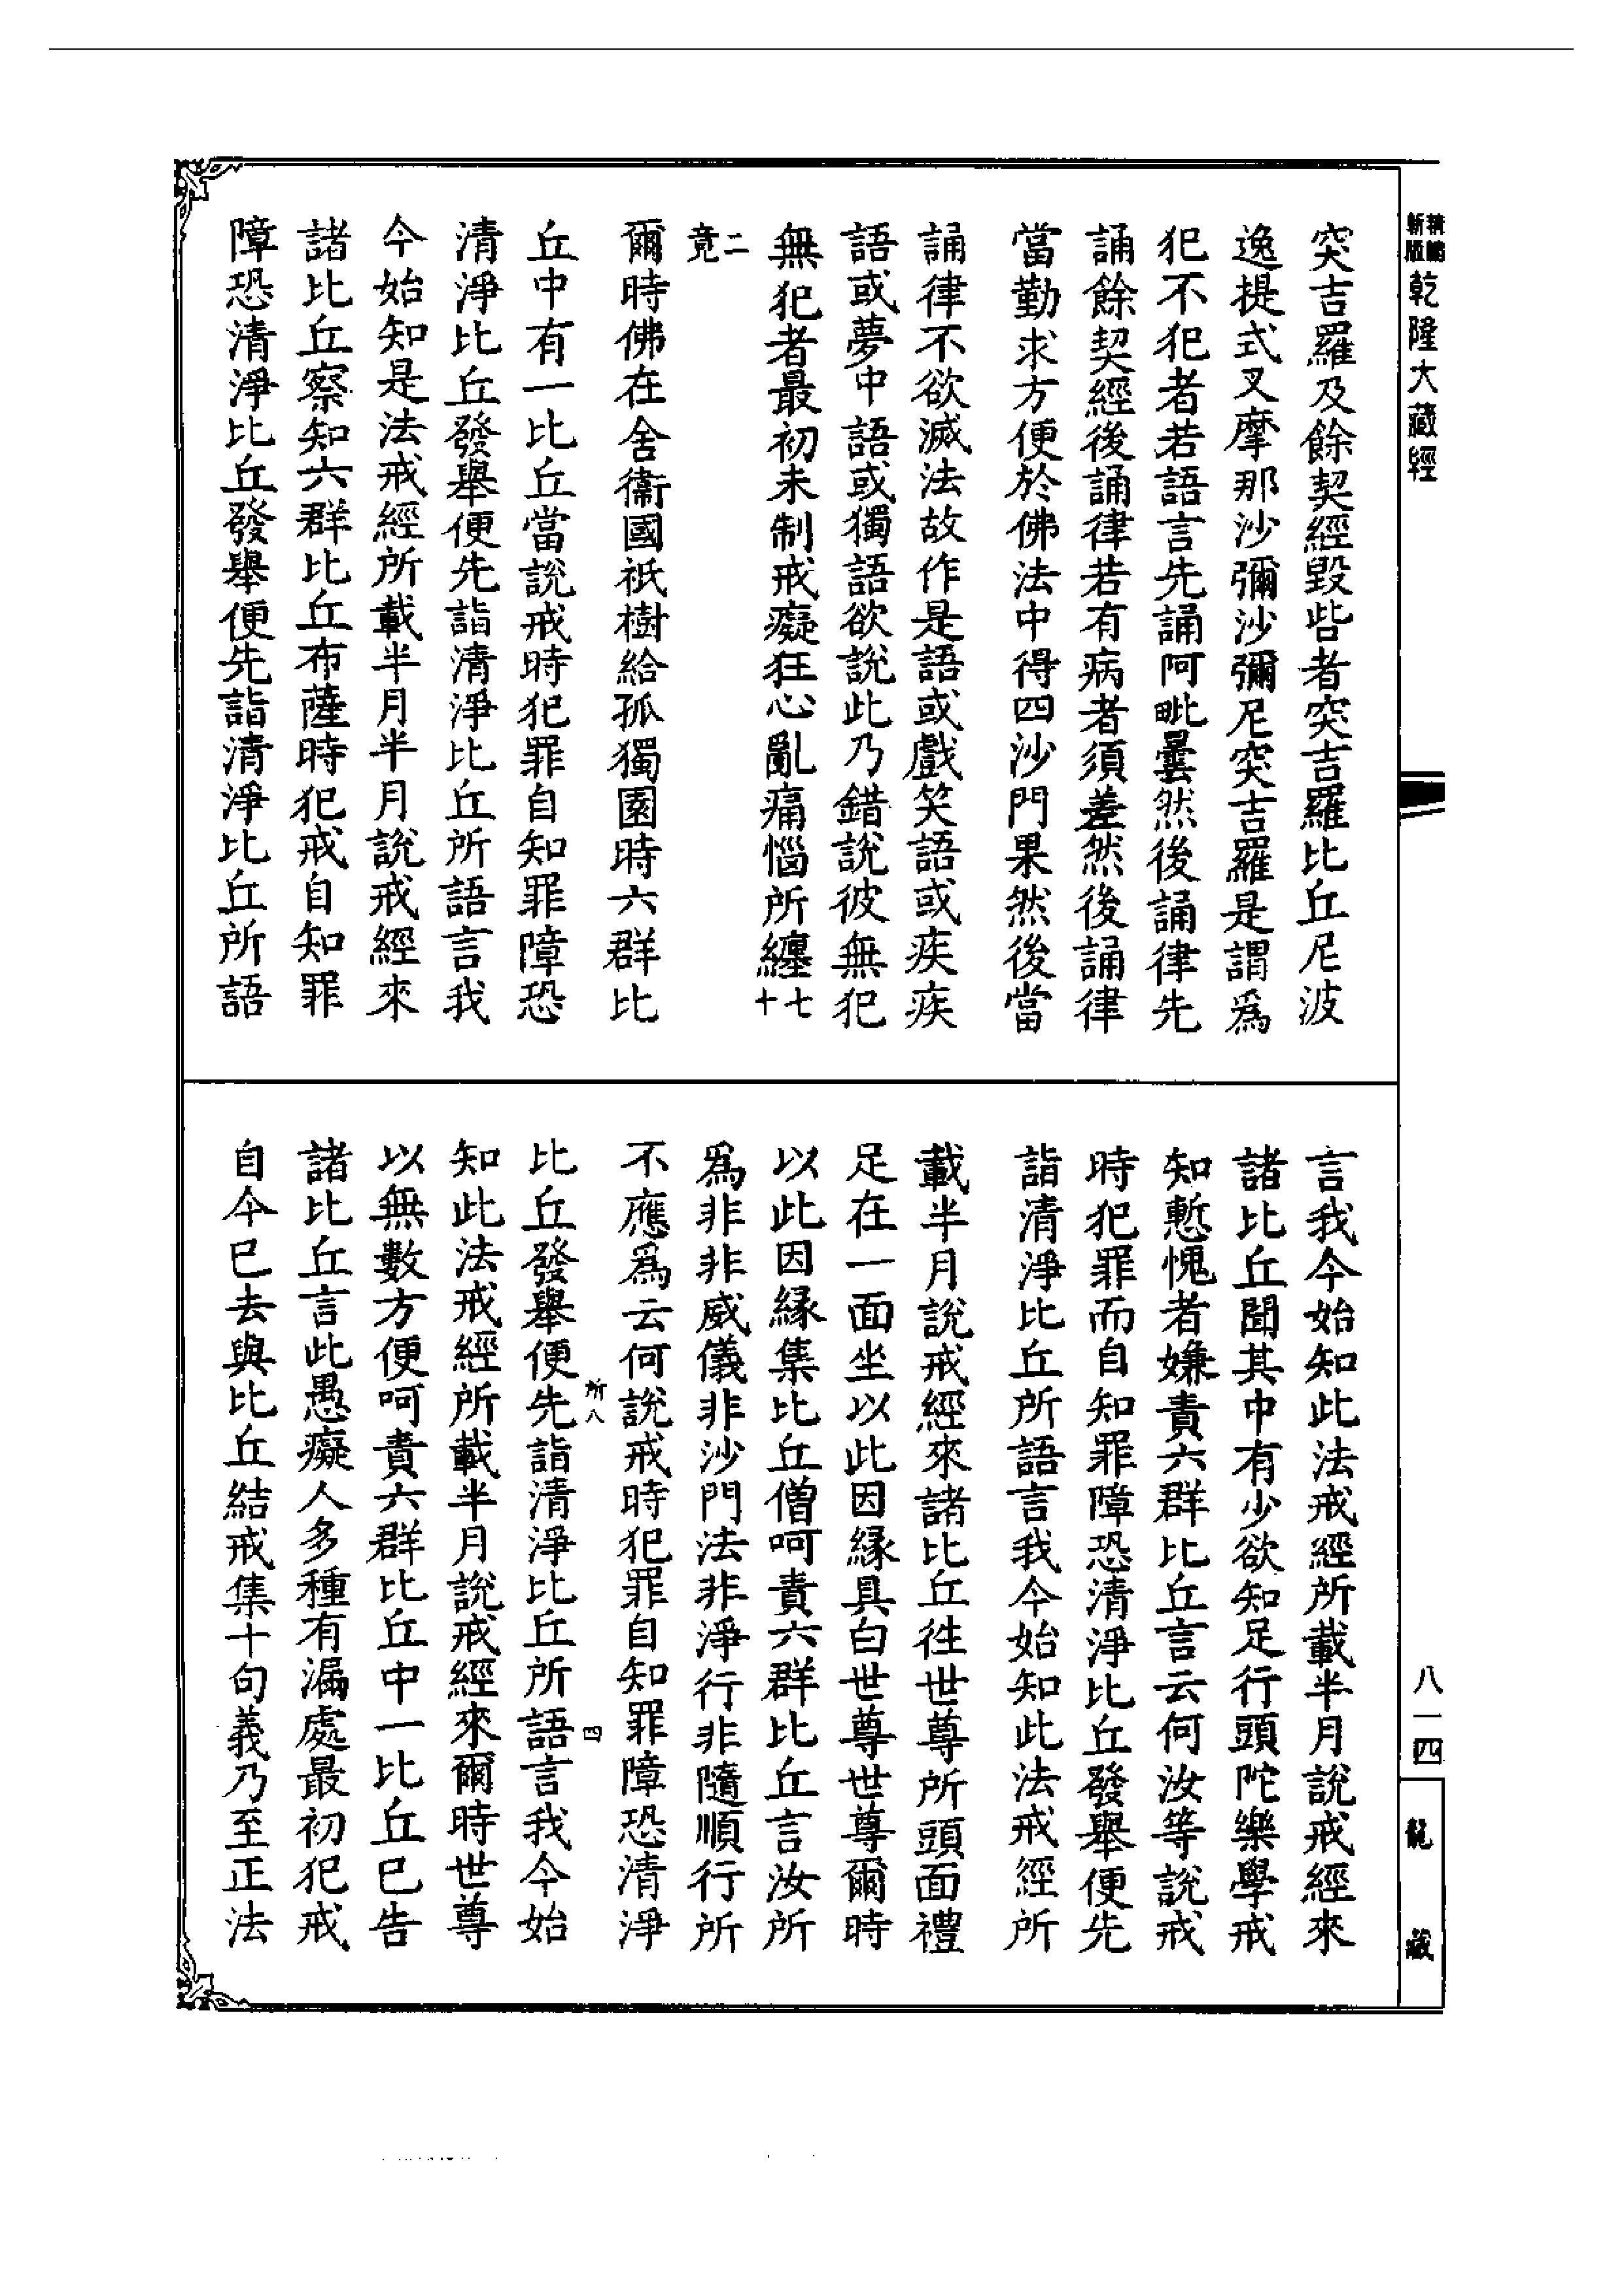 精縮新版
乾隆大藏經
突吉羅及餘契經毀呰者突吉羅比丘尼波
逸提式叉摩那沙彌沙彌尼突吉羅是謂爲
犯不犯者若語言先誦阿毗曇然後誦律先
誦餘契經後誦律若有病者須差然後誦律
當勤求方便於佛法中得四沙門果然後當
誦律不欲滅法故作是語或戲笑語或疾疾
語或夢中語或獨語欲說此乃錯說彼無犯
無犯者最初未制戒癡狂心亂痛惱所纏七十
二竟
爾時佛在舍衞國祇樹給孤獨園時六群比
丘中有一比丘當說戒時犯罪自知罪障恐
清淨比丘發舉便先詣清淨比丘所語言我
今始知是法戒經所載半月半月說戒經來
諸比丘察知六群比丘布薩時犯戒自知罪
障恐清淨比丘發舉便先詣清淨比丘所語
言我今始知此法戒經所載半月說戒經來
諸比丘聞其中有少欲知足行頭陀樂學戒
知慙愧者嫌責六群比丘言云何汝等說戒
時犯罪而自知罪障恐清淨比丘發舉便先
詣清淨比丘所語言我今始知此法戒經所
載半月說戒經來諸比丘徃世尊所頭面禮
足在一面坐以此因縁具白世尊世尊爾時
以此因縁集比丘僧呵責六群比丘言汝所
爲非非威儀非沙門法非淨行非隨順行所
不應爲云何說戒時犯罪自知罪障恐清淨
所八
四
比丘發舉便先詣清淨比丘所語言我今始
知此法戒經所載半月說戒經來爾時世尊
以無數方便呵責六群比丘中一比丘巳告
諸比丘言此愚癡人多種有漏處最初犯戒
自今巳去與比丘結戒集十句義乃至正法
八一四
龍藏